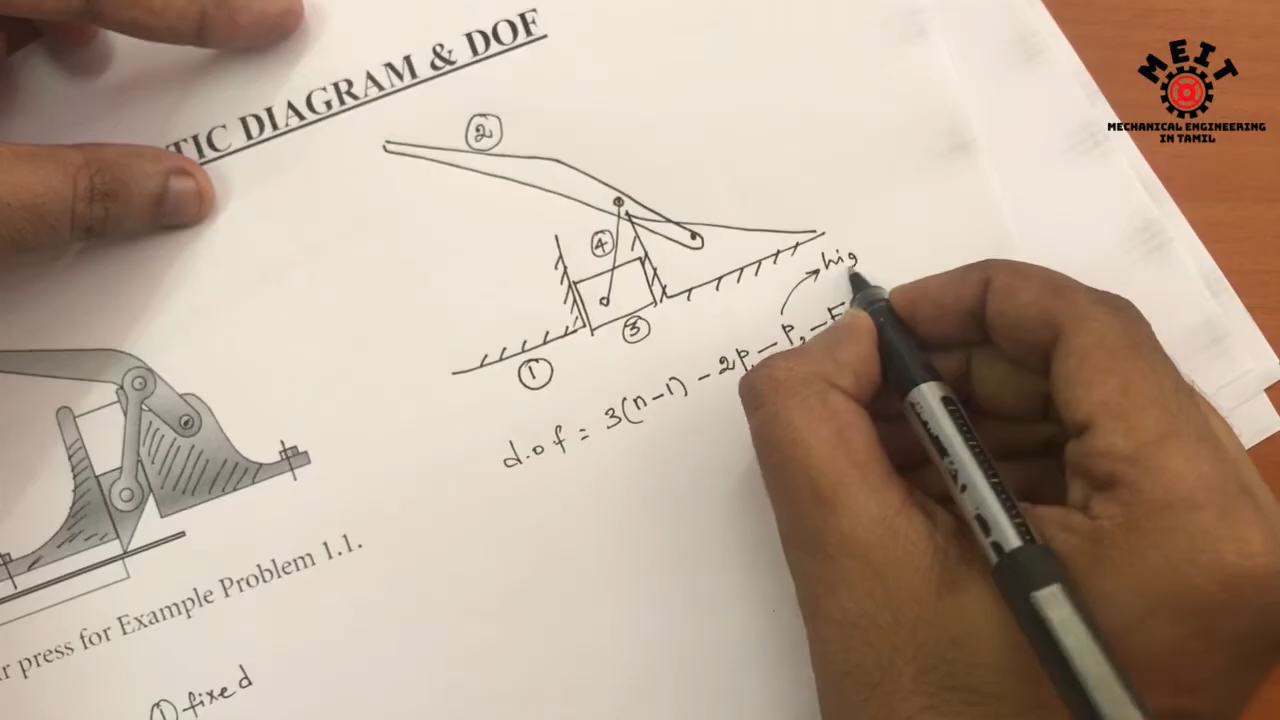 TIC DIAGRAM & DOF
MEIT
MECHANICAL ENGINEERING
IN TAMIL
2
4
3
1
hig
d.o.f = 3(n-1) - 2p - P2 - F
r press for Example Problem 1.1.
① fixed